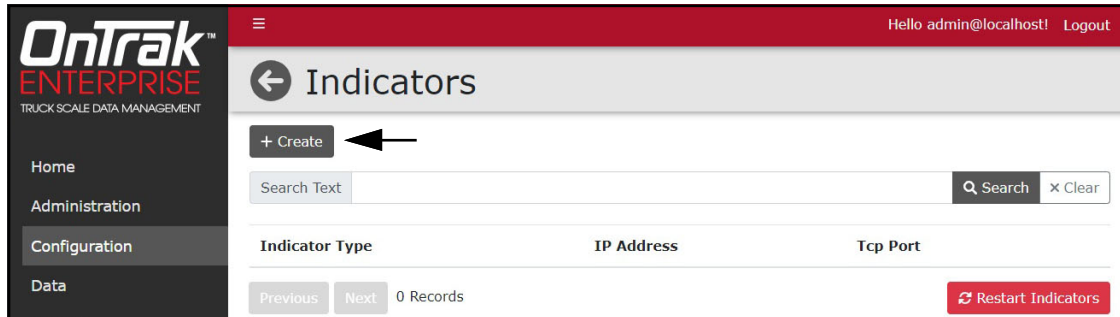 OnTrak™
ENTERPRISE
TRUCK SCALE DATA MANAGEMENT
Home
Administration
Configuration
Data
Hello admin@localhost! Logout
Indicators
+ Create
Search Text Search × Clear
Indicator Type IP Address Tcp Port
Previous Next 0 Records Restart Indicators